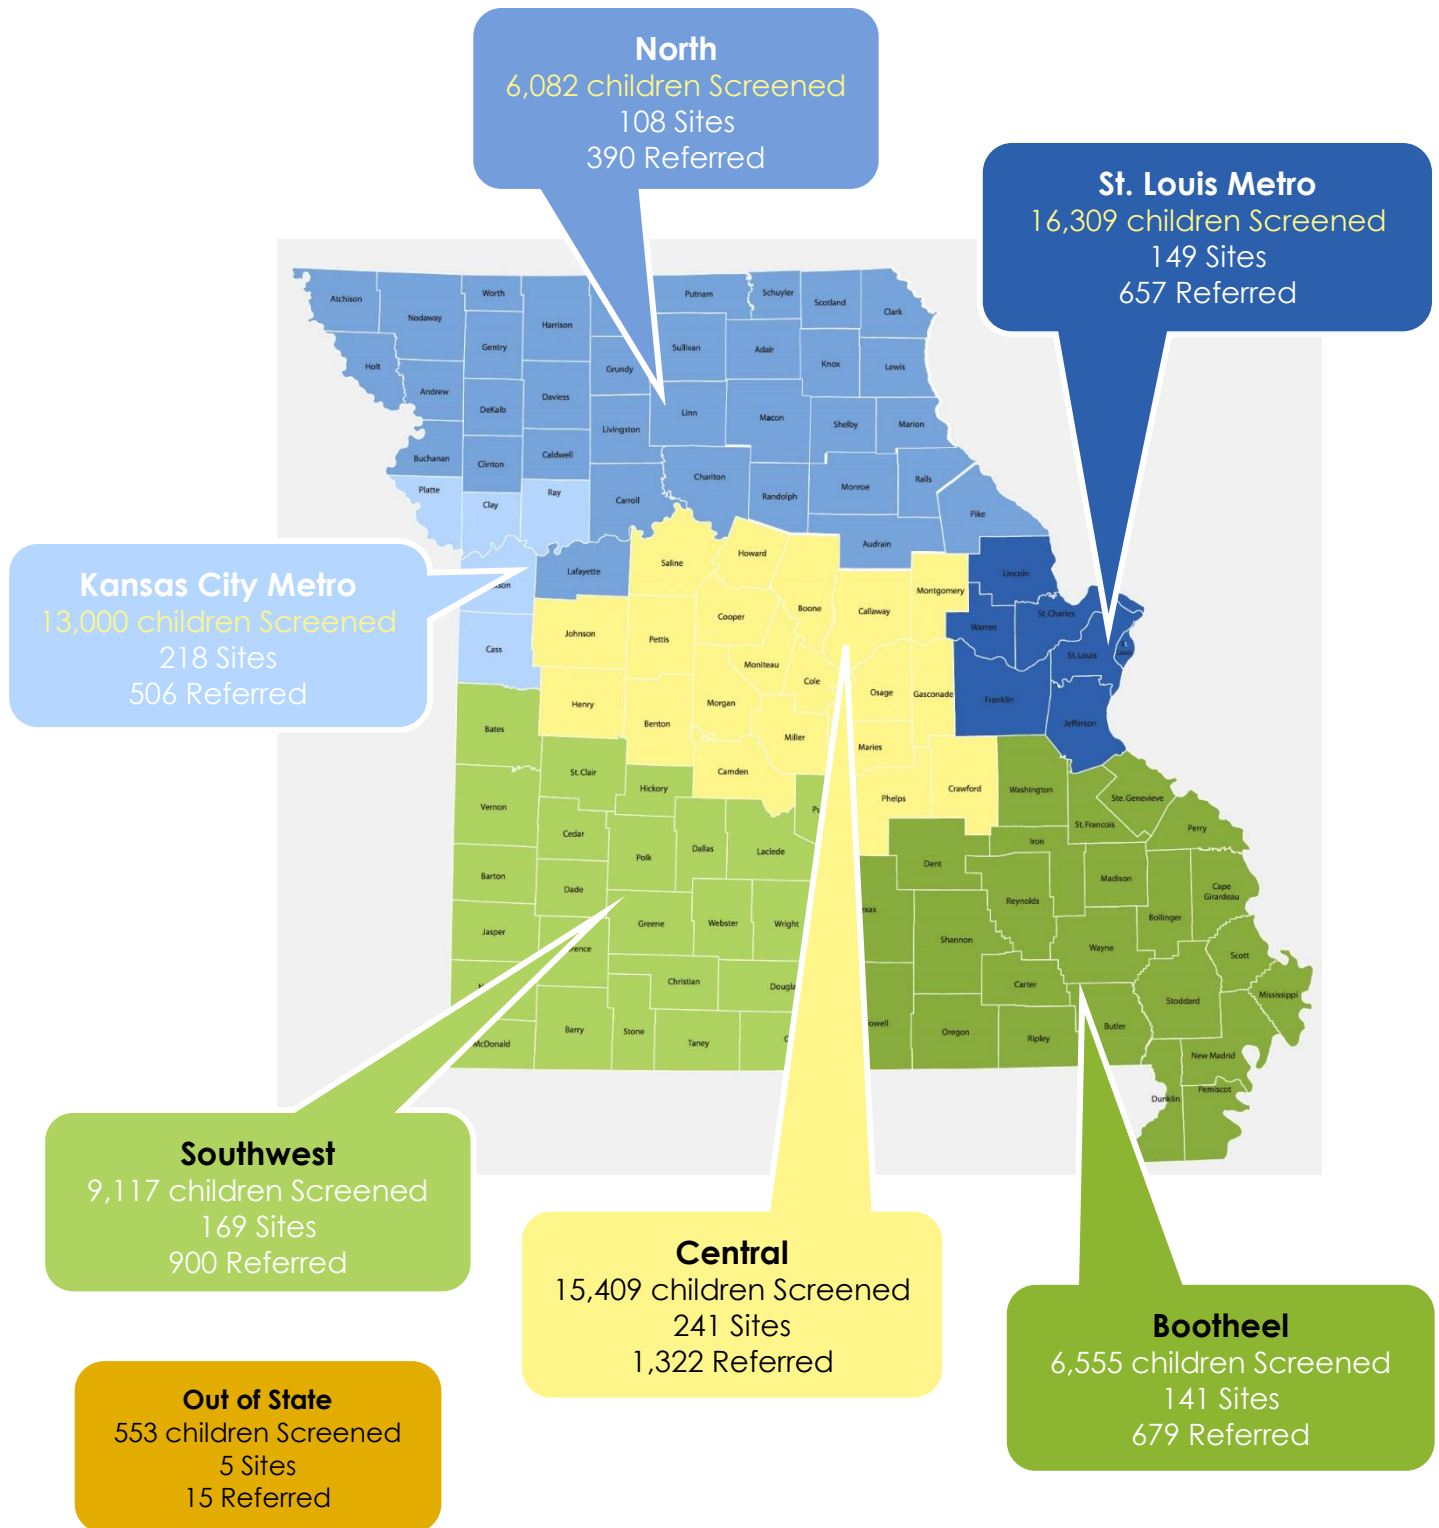 North
6,082 children Screened
108 Sites
390 Referred
St. Louis Metro
16,309 children Screened
149 Sites
657 Referred
Kansas City Metro
13,000 children Screened
218 Sites
506 Referred
Southwest
9,117 children Screened
169 Sites
900 Referred
Central
15,409 children Screened
241 Sites
1,322 Referred
Bootheel
6,555 children Screened
141 Sites
679 Referred
Out of State
553 children Screened
5 Sites
15 Referred
Atchison
Nodaway
Worth
Harrison
Putnam
Schuyler
Scotland
Clark
Holt
Gentry
Sullivan
Adair
Knox
Lewis
Andrew
DeKalb
Daviess
Grundy
Linn
Macon
Shelby
Marion
Buchanan
Clinton
Caldwell
Livingston
Chariton
Randolph
Monroe
Ralls
Platte
Clay
Ray
Carroll
Pike
Audrain
Lafayette
Saline
Howard
Boone
Callaway
Montgomery
Lincoln
Warren
St. Charles
St. Louis
Cass
Johnson
Pettis
Cooper
Moniteau
Cole
Osage
Gasconade
Franklin
Jefferson
Bates
Henry
Benton
Morgan
Miller
Maries
Camden
Phelps
Crawford
Washington
St. Francois
Ste. Genevieve
Perry
Vernon
St. Clair
Hickory
Cedar
Polk
Dallas
Laclede
Dent
Iron
Madison
Cape
Girardeau
Bollinger
Reynolds
Barton
Dade
Jasper
Greene
Webster
Wright
Shannon
Wayne
Scott
Christian
Carter
Stoddard
Mississippi
McDonald
Barry
Stone
Taney
Oregon
Ripley
Butler
New Madrid
Dunklin
Pemiscot